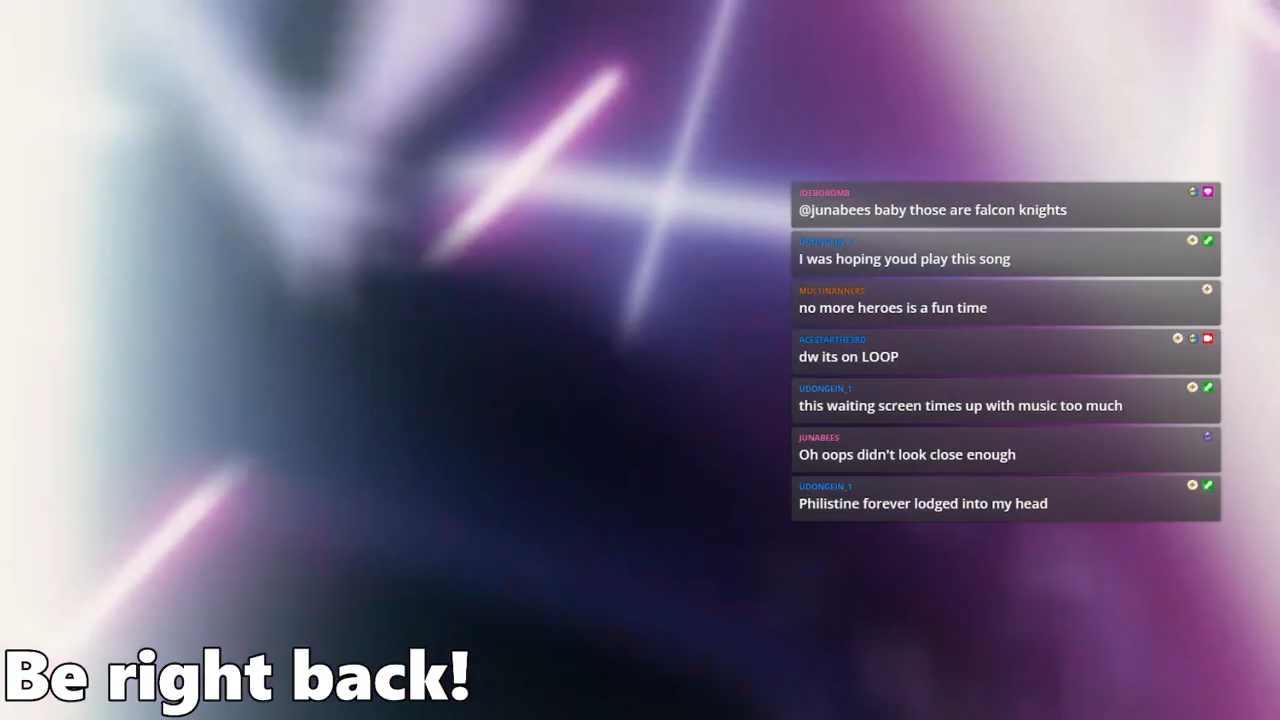 !DEBOBOMB
@junabees baby those are falcon knights
UDONGEIN_1
I was hoping youd play this song
MULTINANNERS
no more heroes is a fun time
ACESTARTHE3RD
dw its on LOOP
UDONGEIN_1
this waiting screen times up with music too much
JUNABEES
Oh oops didn't look close enough
UDONGEIN_1
Philistine forever lodged into my head
Be right back!